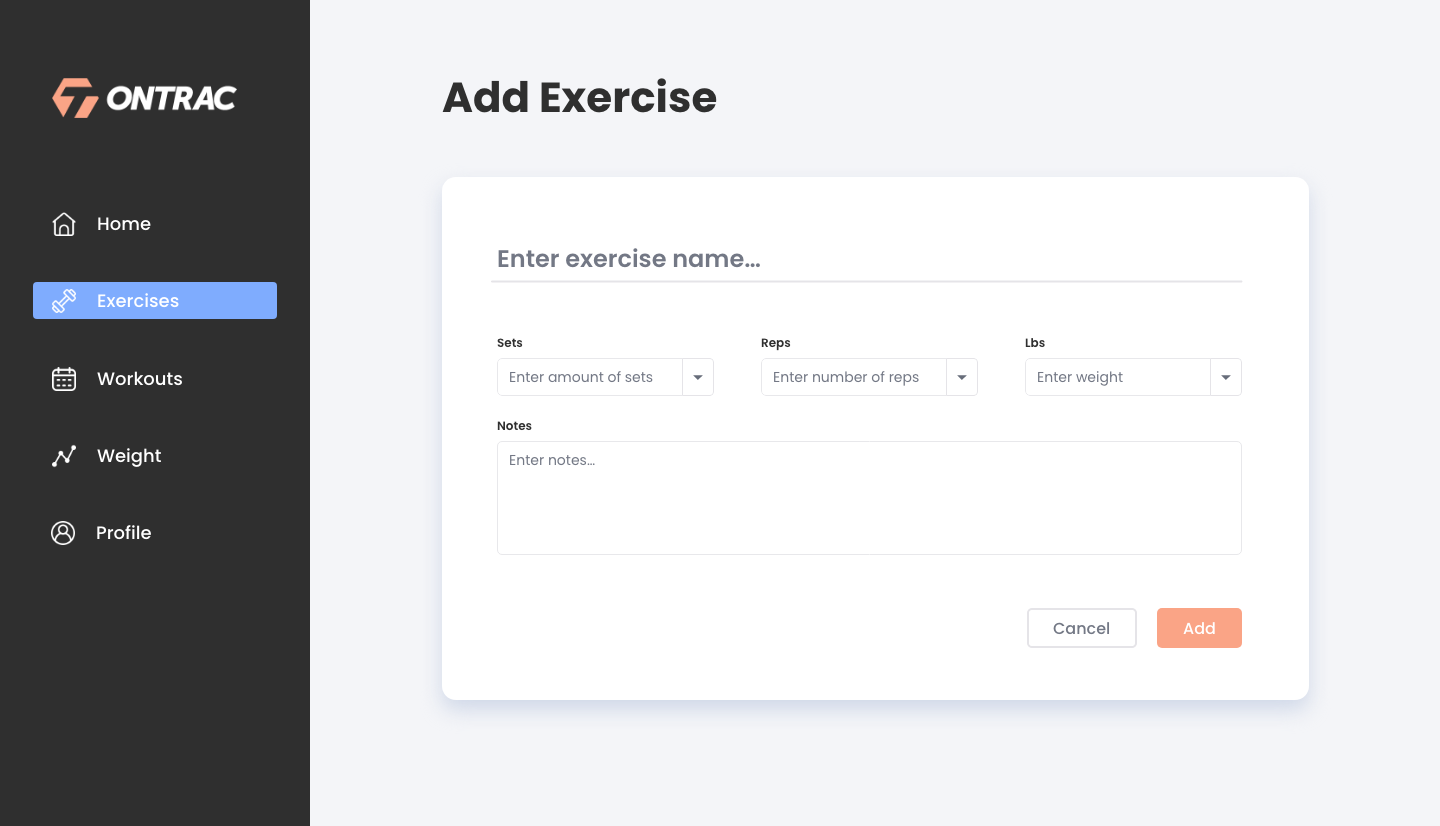 ONTRAC
Home
Exercises
Workouts
Weight
Profile
Add Exercise
Enter exercise name...
Sets
Reps
Lbs
Enter amount of sets
Enter number of reps
Enter weight
Notes
Enter notes...
Cancel
Add